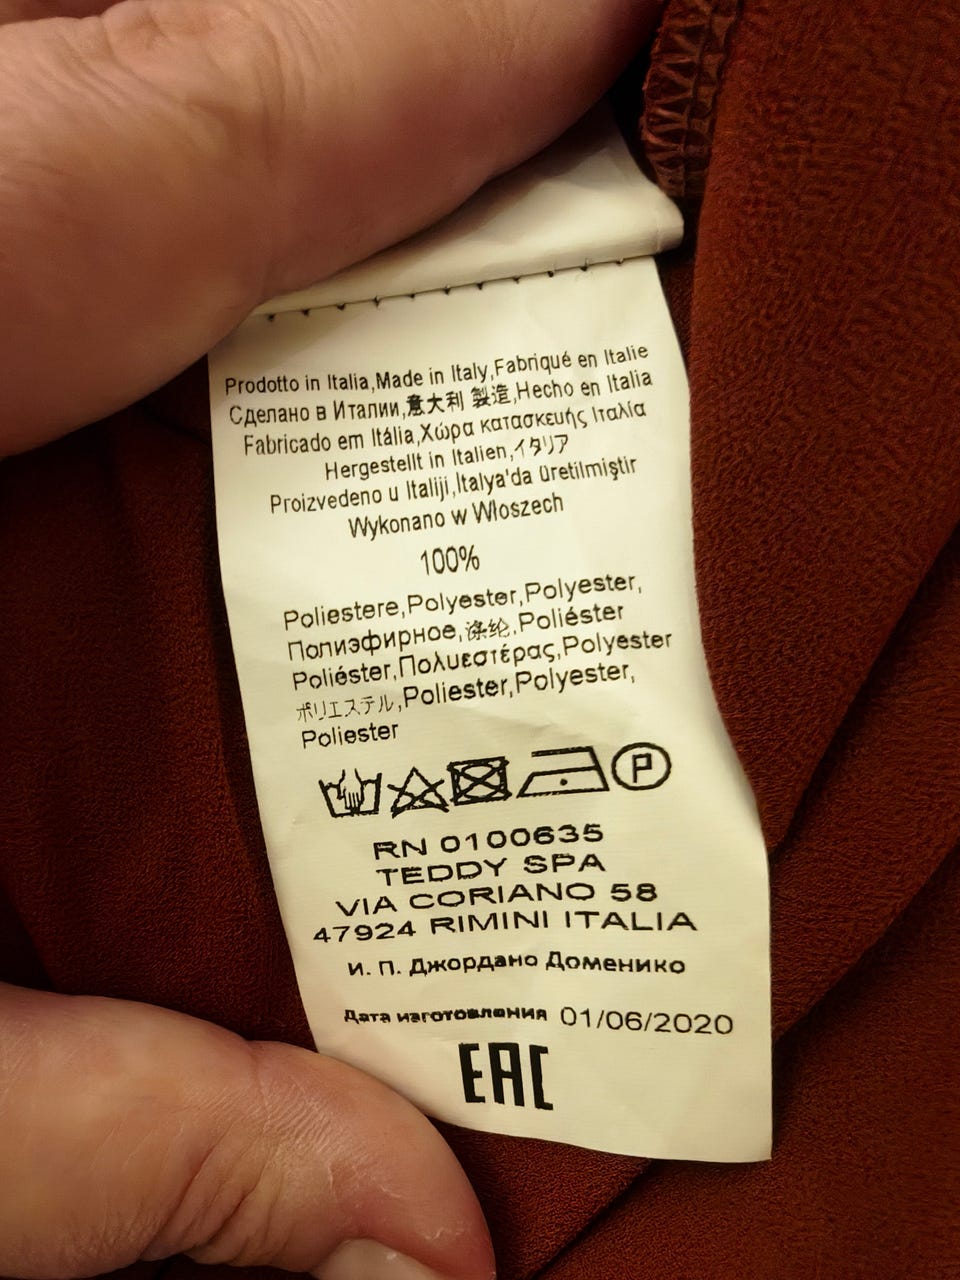 Prodotto in Italia,Made in Italy,Fabriqué en Italie
Сделано в Италии,意大利 製造,Hecho en Italia
Fabricado em Itália,Χώρα κατασκευής Ιταλία
Hergestellt in Italien,イタリア
Proizvedeno u Italiji,İtalya'da üretilmiştir
Wykonano w Włoszech
100%
Poliestere,Polyester,Polyester,
Полиэфирное,涤纶,Poliéster
Poliéster,Πολυεστέρας,Polyester
ポリエステル,Poliester,Polyester,
Poliester
P
RN 0100635
TEDDY SPA
VIA CORIANO 58
47924 RIMINI ITALIA
И. П. Джордано Доменико
Дата изготовления 01/06/2020
EAC